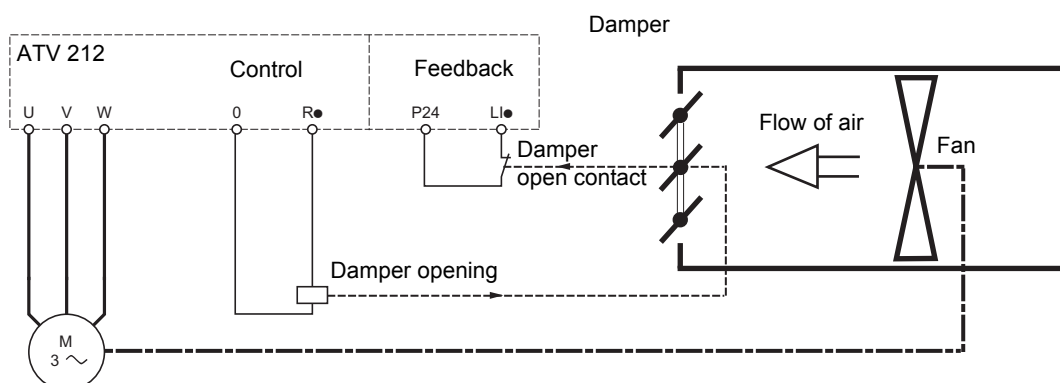 Damper
ATV 212
Control
Feedback
U V W 0 R● P24 LI●
Flow of air
Fan
Damper
open contact
Damper opening
M
3 ~